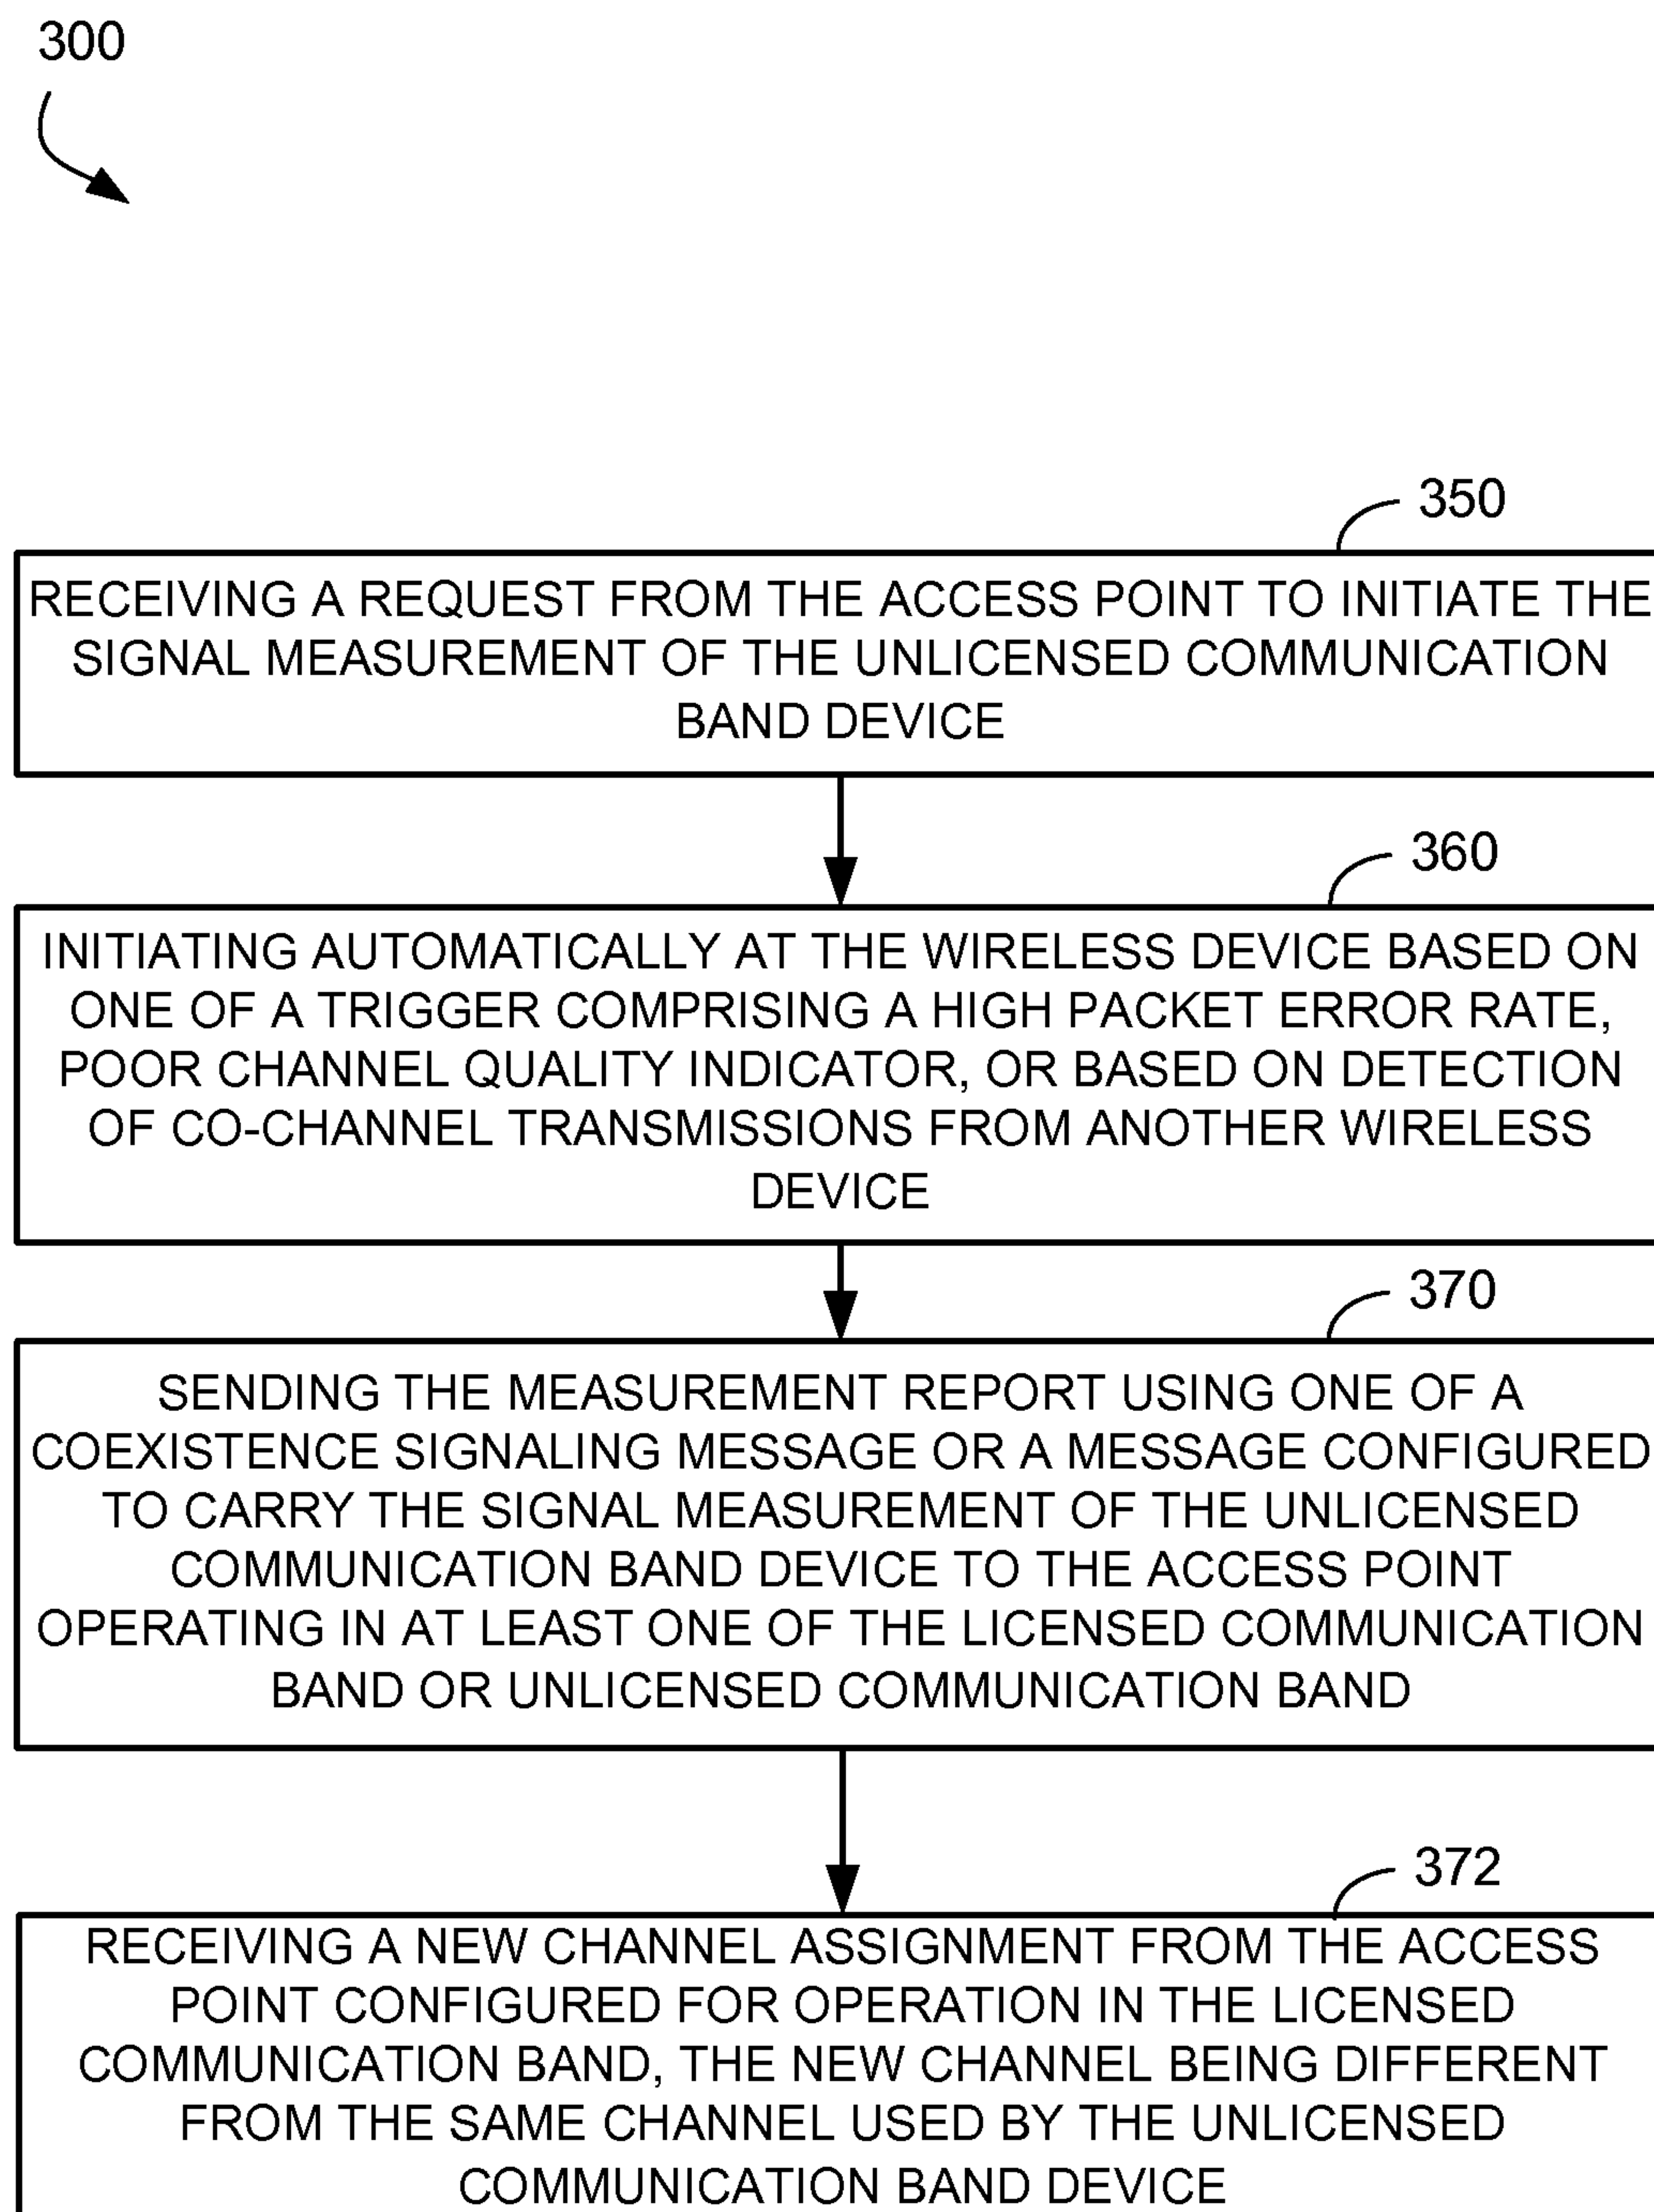 300
350
RECEIVING A REQUEST FROM THE ACCESS POINT TO INITIATE THE
SIGNAL MEASUREMENT OF THE UNLICENSED COMMUNICATION
BAND DEVICE
360
INITIATING AUTOMATICALLY AT THE WIRELESS DEVICE BASED ON
ONE OF A TRIGGER COMPRISING A HIGH PACKET ERROR RATE,
POOR CHANNEL QUALITY INDICATOR, OR BASED ON DETECTION
OF CO-CHANNEL TRANSMISSIONS FROM ANOTHER WIRELESS
DEVICE
370
SENDING THE MEASUREMENT REPORT USING ONE OF A
COEXISTENCE SIGNALING MESSAGE OR A MESSAGE CONFIGURED
TO CARRY THE SIGNAL MEASUREMENT OF THE UNLICENSED
COMMUNICATION BAND DEVICE TO THE ACCESS POINT
OPERATING IN AT LEAST ONE OF THE LICENSED COMMUNICATION
BAND OR UNLICENSED COMMUNICATION BAND
372
RECEIVING A NEW CHANNEL ASSIGNMENT FROM THE ACCESS
POINT CONFIGURED FOR OPERATION IN THE LICENSED
COMMUNICATION BAND, THE NEW CHANNEL BEING DIFFERENT
FROM THE SAME CHANNEL USED BY THE UNLICENSED
COMMUNICATION BAND DEVICE